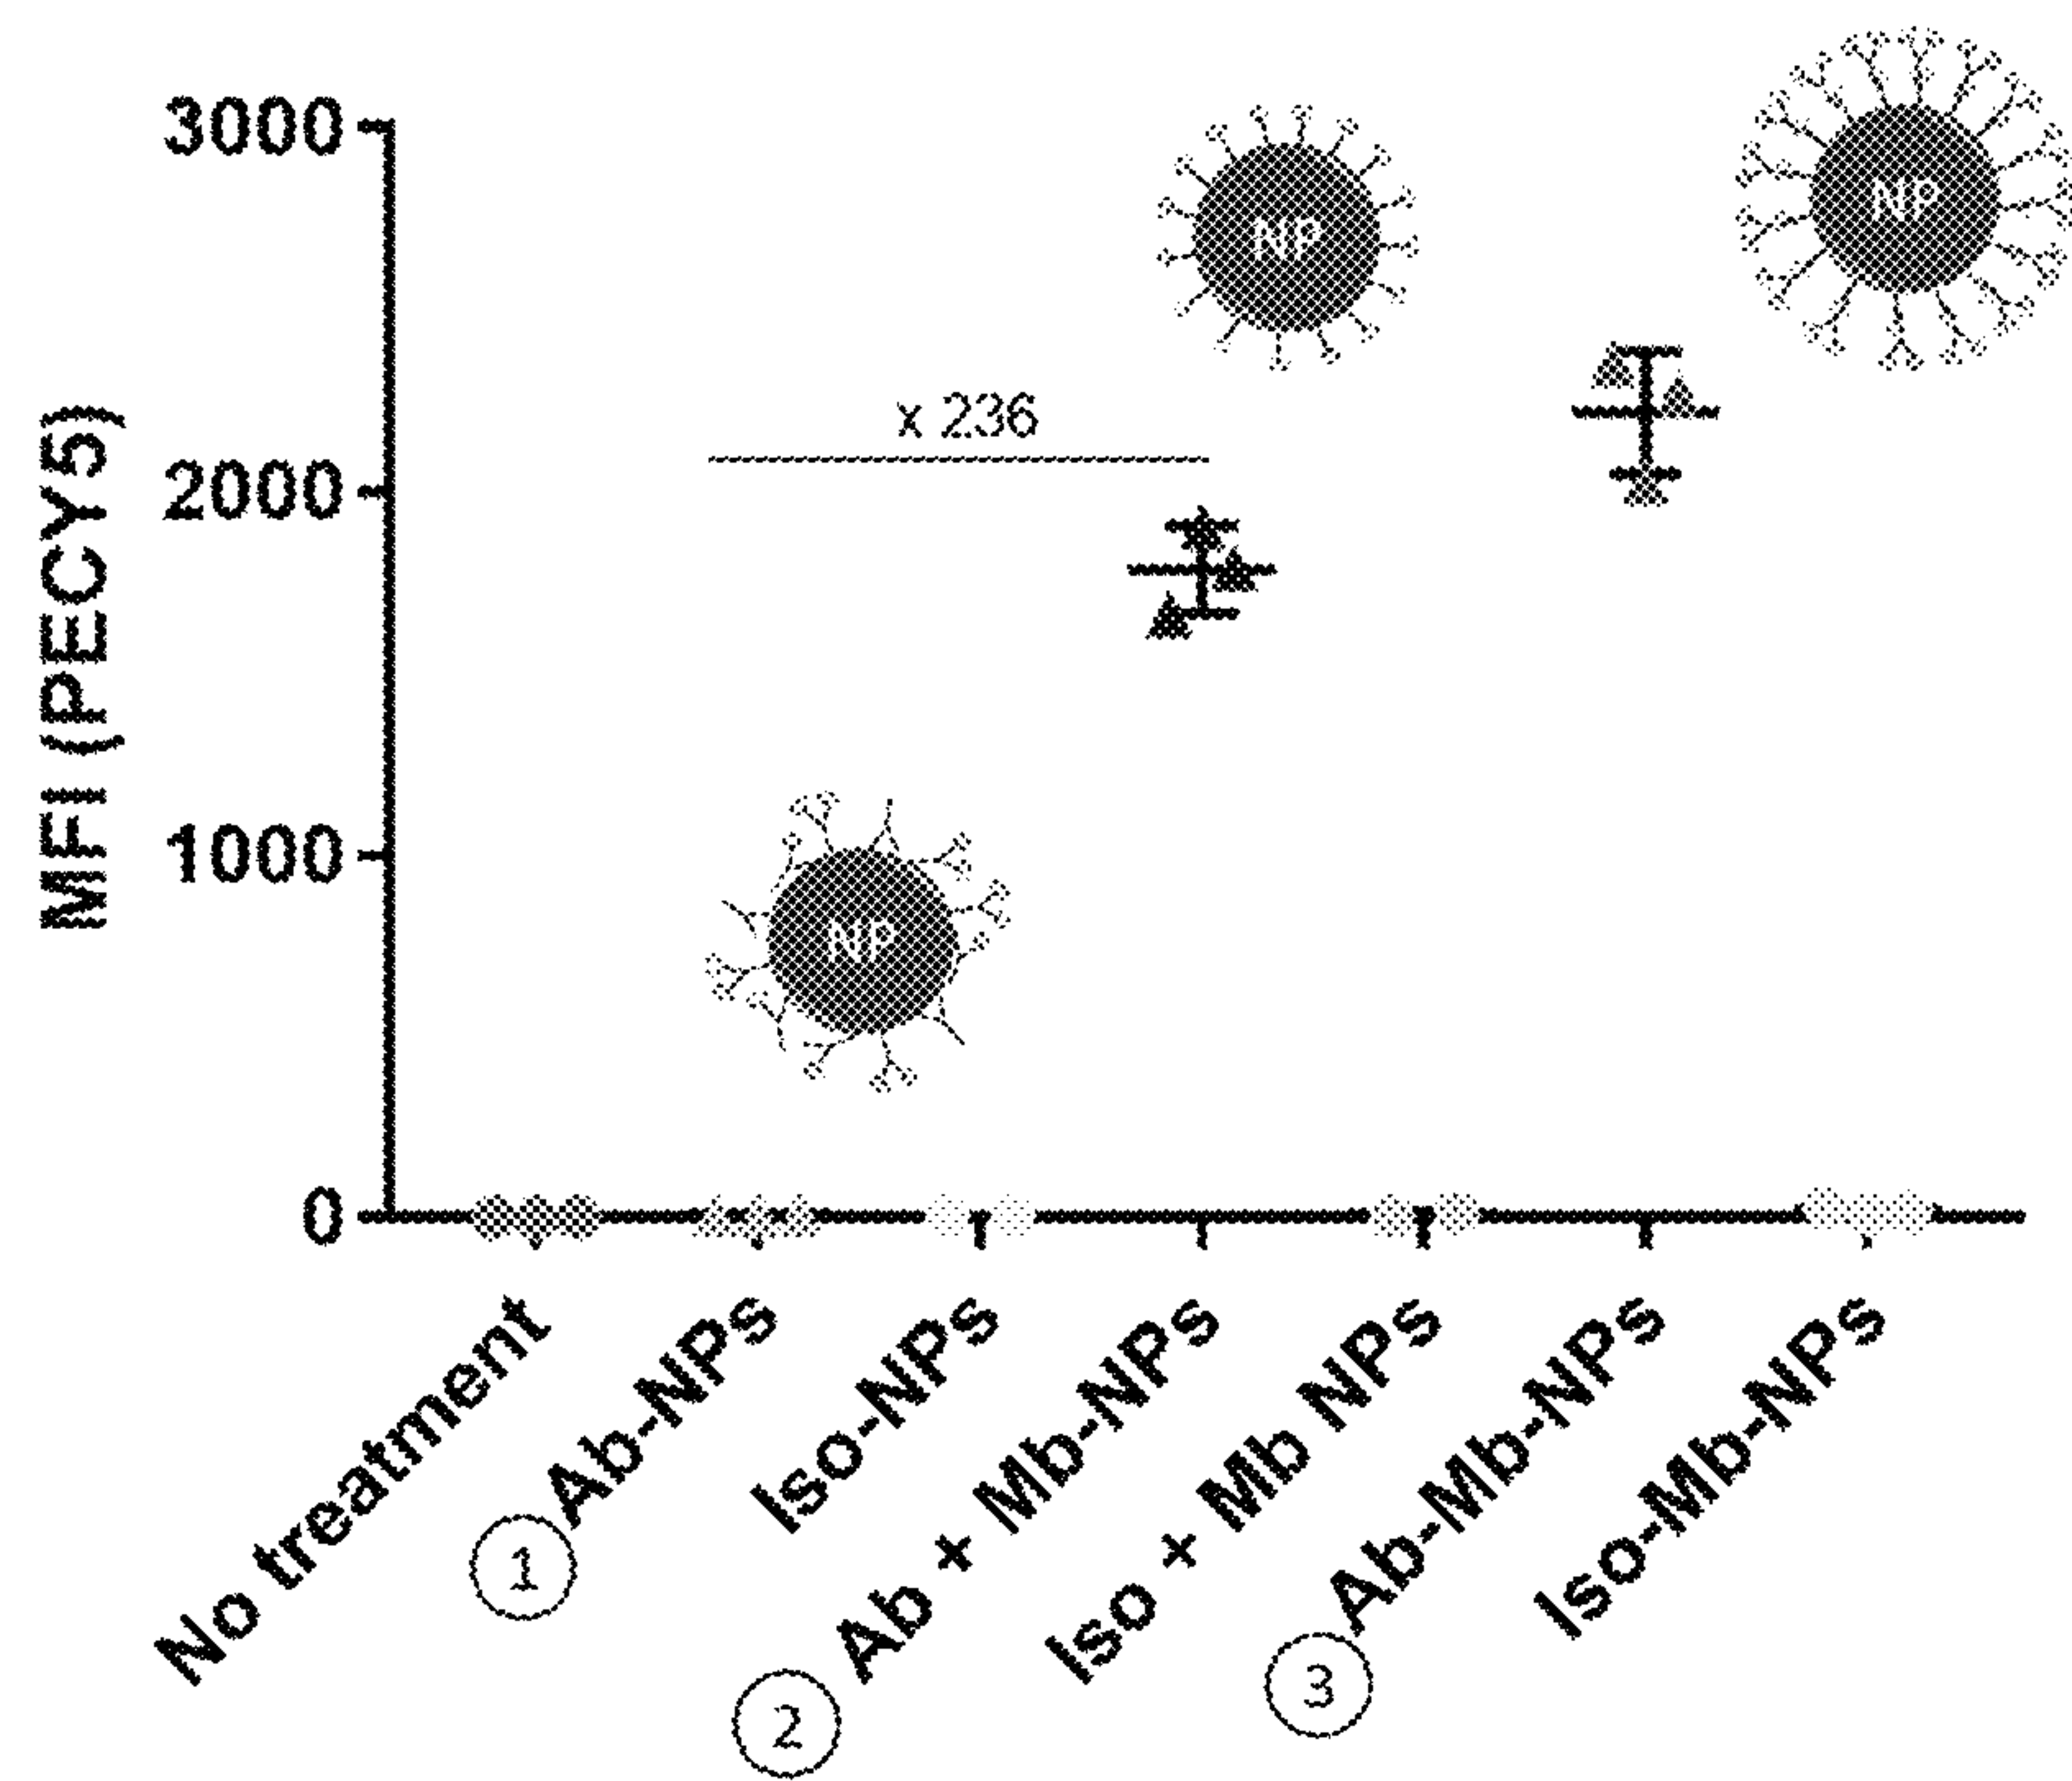 3000
2000
1000
0
MFI (PECY5)
x 236
NP
NP
NP
No treatment
1 Ab-NPs
Iso-NPs
2 Ab + Mb-NPs
Iso + Mb NPs
3 Ab-Mb-NPs
Iso-Mb-NPs